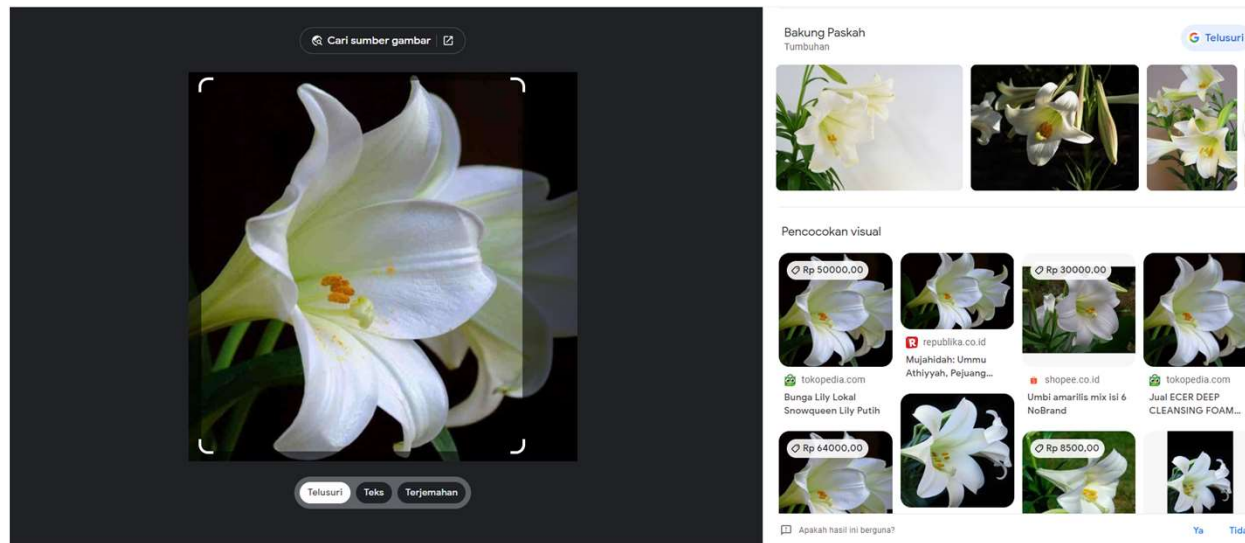 Cari sumber gambar
Telusuri
Teks
Terjemahan
Bakung Paskah
Tumbuhan
Telusuri
Pencocokan visual
Rp 50000,00
tokopedia.com
Bunga Lily Lokal
Snowqueen Lily Putih
republika.co.id
Mujahidah: Ummu
Athiyyah, Pejuang...
Rp 30000,00
shopee.co.id
Umbi amarilis mix isi 6
NoBrand
tokopedia.com
Jual ECER DEEP
CLEANSING FOAM...
Rp 64000,00
Rp 8500,00
Apakah hasil ini berguna?
Ya